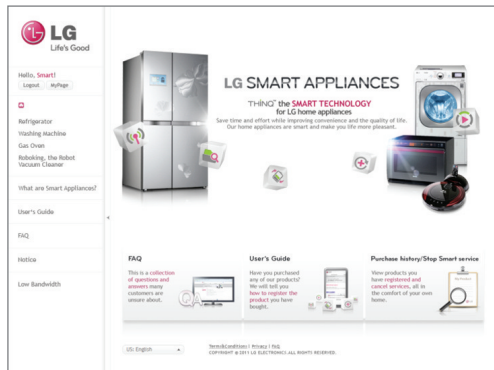 LG
Life's Good
Hello, Smart!
Logout MyPage
Refrigerator
Washing Machine
Gas Oven
Roboking, the Robot
Vacuum Cleaner
What are Smart Appliances?
User's Guide
FAQ
Notice
Low Bandwidth
LG SMART APPLIANCES
THINQ™ the SMART TECHNOLOGY
for LG home appliances
Save time and effort while improving convenience and the quality of life.
Our home appliances are smart and make you life more pleasant.
FAQ
This is a collection
of questions and
answers many
customers are
unsure about.
Q&A
User's Guide
Have you purchased
any of our products?
We will tell you
how to register the
product you have
bought.
Purchase history/Stop Smart service
View products you
have registered and
cancel services, all
in the comfort of your own
home.
US/ English
Term&Conditions | Privacy | FAQ
COPYRIGHT © 2011 LG ELECTRONICS.ALL RIGHTS RESERVED.